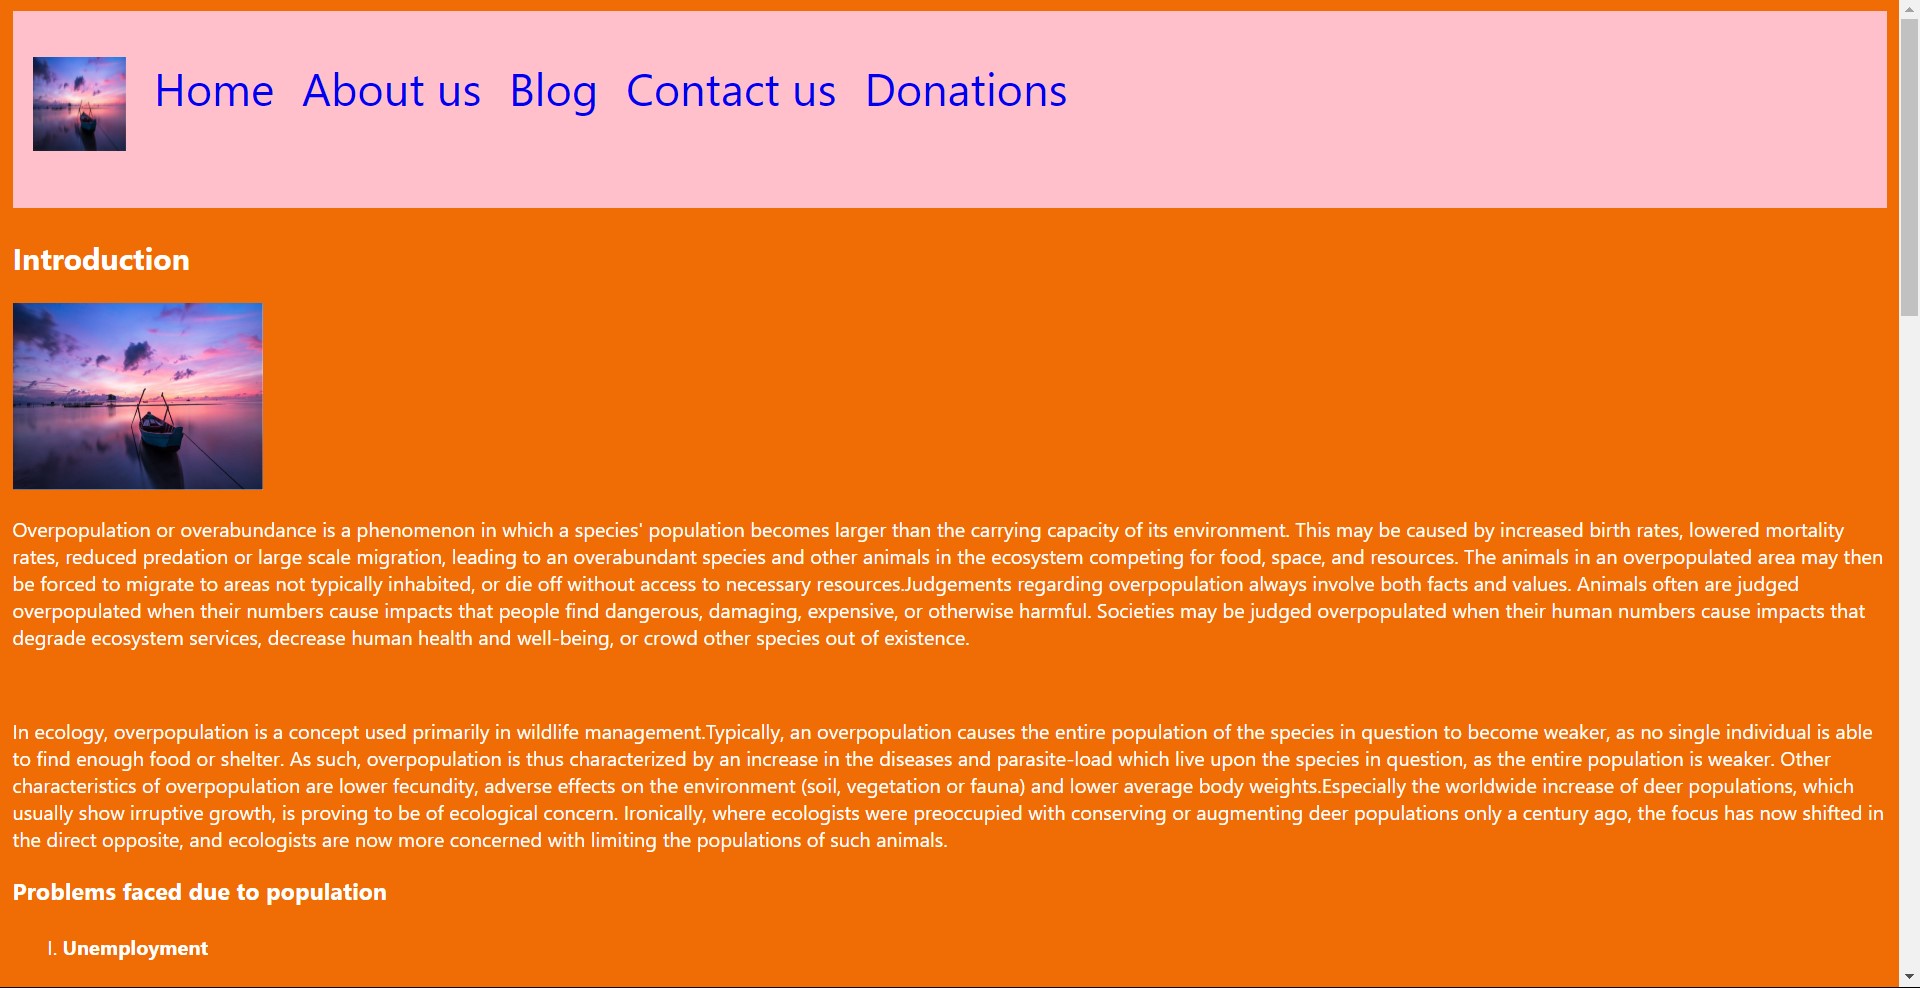 Home About us Blog Contact us Donations
Introduction
Overpopulation or overabundance is a phenomenon in which a species' population becomes larger than the carrying capacity of its environment. This may be caused by increased birth rates, lowered mortality
rates, reduced predation or large scale migration, leading to an overabundant species and other animals in the ecosystem competing for food, space, and resources. The animals in an overpopulated area may then
be forced to migrate to areas not typically inhabited, or die off without access to necessary resources.Judgements regarding overpopulation always involve both facts and values. Animals often are judged
overpopulated when their numbers cause impacts that people find dangerous, damaging, expensive, or otherwise harmful. Societies may be judged overpopulated when their human numbers cause impacts that
degrade ecosystem services, decrease human health and well-being, or crowd other species out of existence.
In ecology, overpopulation is a concept used primarily in wildlife management.Typically, an overpopulation causes the entire population of the species in question to become weaker, as no single individual is able
to find enough food or shelter. As such, overpopulation is thus characterized by an increase in the diseases and parasite-load which live upon the species in question, as the entire population is weaker. Other
characteristics of overpopulation are lower fecundity, adverse effects on the environment (soil, vegetation or fauna) and lower average body weights.Especially the worldwide increase of deer populations, which
usually show irruptive growth, is proving to be of ecological concern. Ironically, where ecologists were preoccupied with conserving or augmenting deer populations only a century ago, the focus has now shifted in
the direct opposite, and ecologists are now more concerned with limiting the populations of such animals.
Problems faced due to population
I. Unemployment